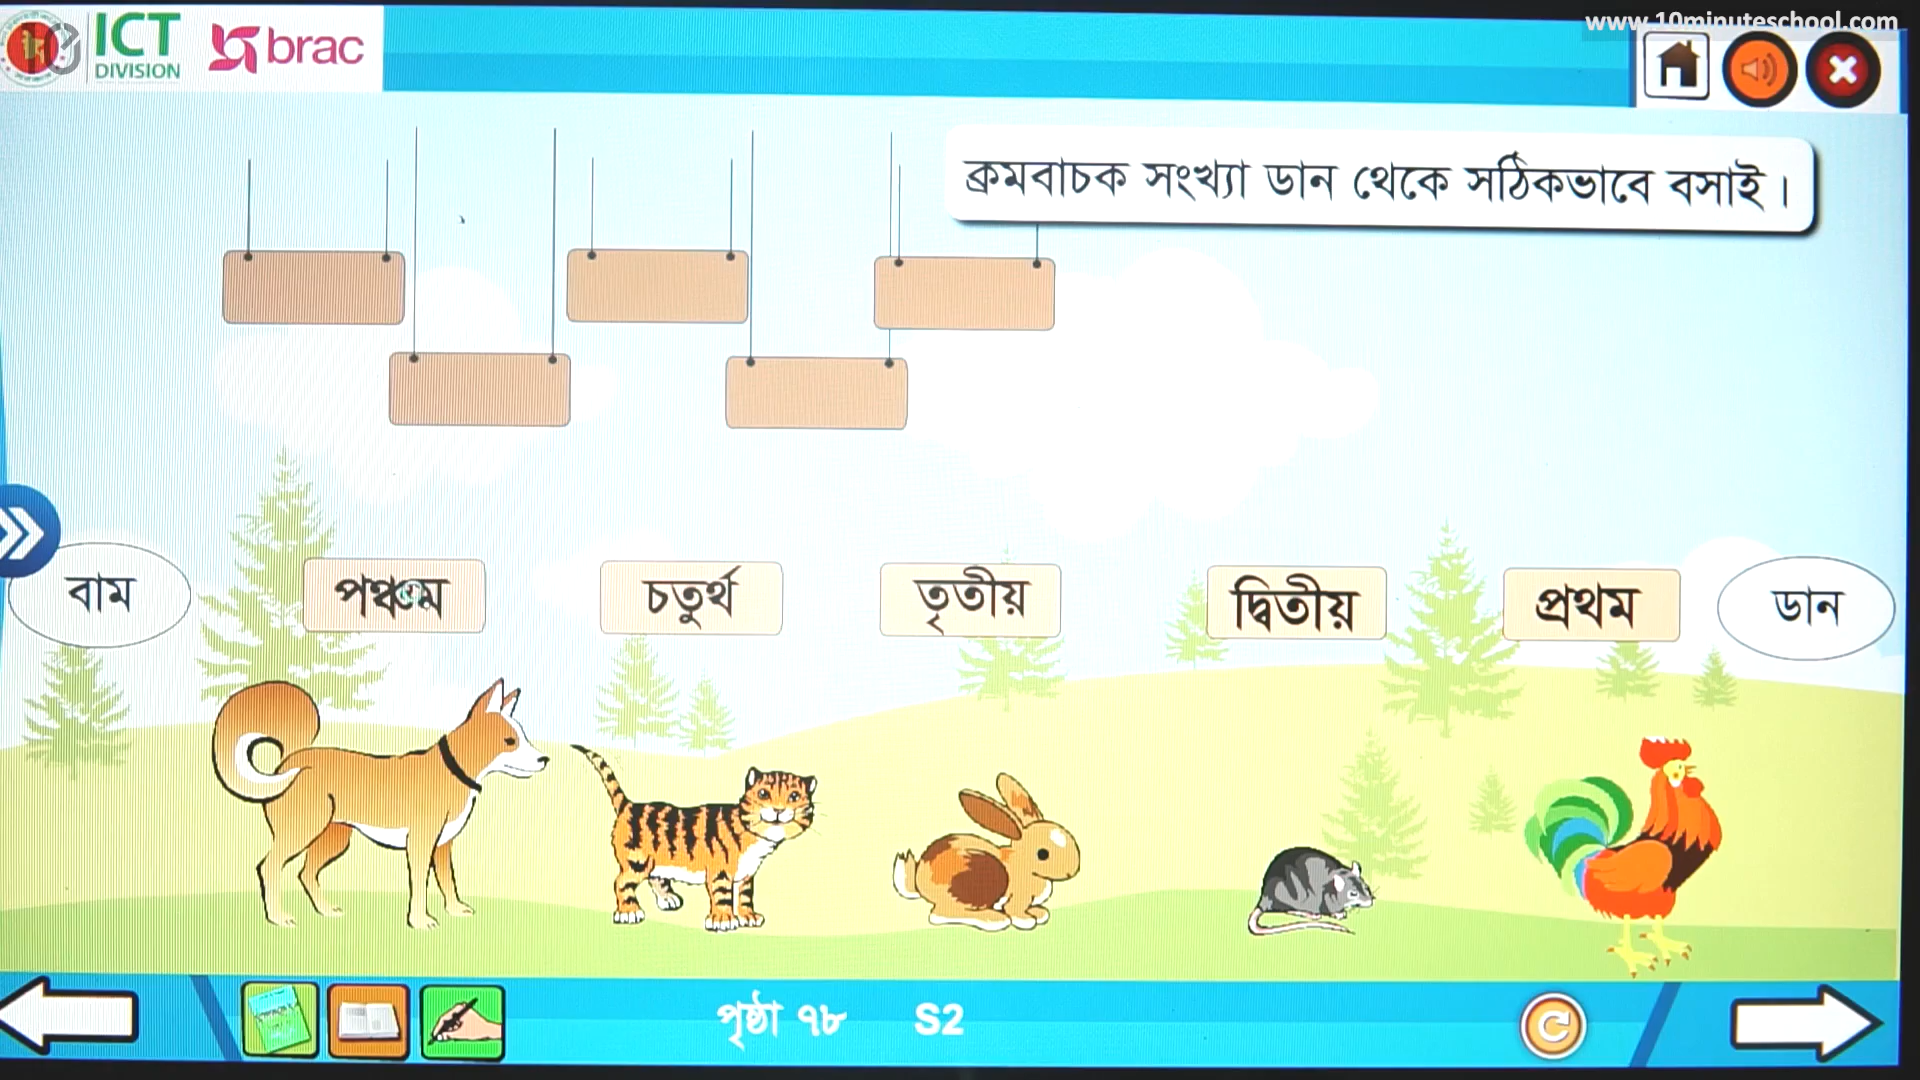 www.10minuteschool.com
ICT
DIVISION
brac
ক্রমবাচক সংখ্যা ডান থেকে সঠিকভাবে বসাই।
বাম
পঞ্চম
চতুর্থ
তৃতীয়
দ্বিতীয়
প্রথম
ডান
পৃষ্ঠা ৭৮
S2